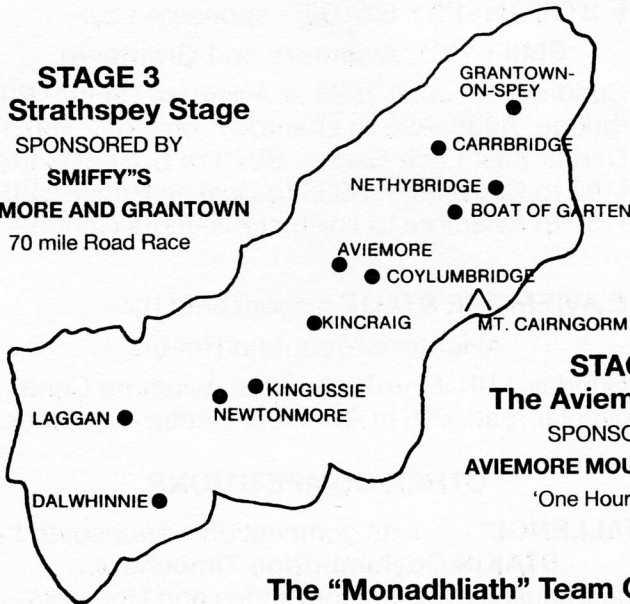 STAGE 3
Strathspey Stage
SPONSORED BY
SMIFFY"S
MORE AND GRANTOWN
70 mile Road Race
GRANTOWN-
ON-SPEY
CARRBRIDGE
NETHYBRIDGE
BOAT OF GARTEN
AVIEMORE
COYLUMBRIDGE
KINCRAIG
MT. CAIRNGORM
KINGUSSIE
NEWTONMORE
LAGGAN
DALWHINNIE
STAG
The Aviem
SPONSO
AVIEMORE MOU
'One Hour
The "Monadhliath" Team